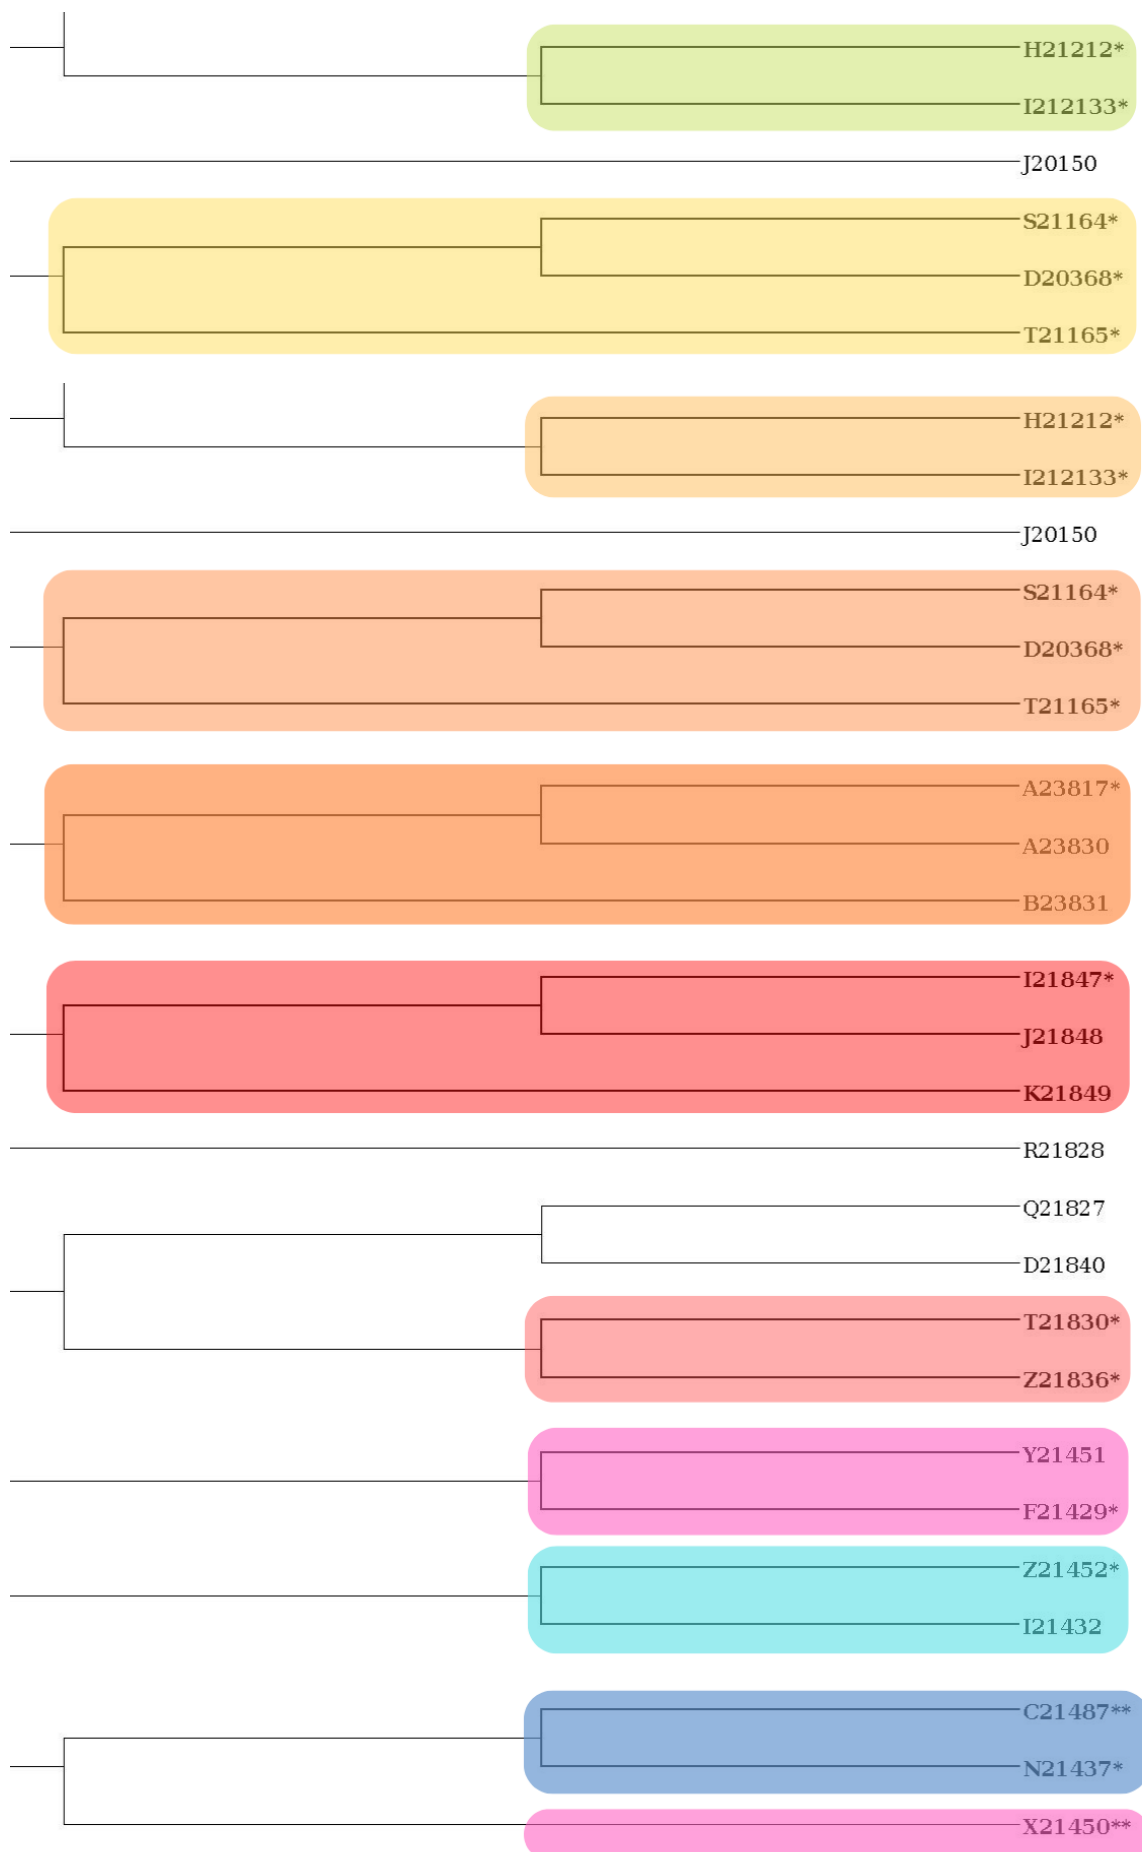 H21212*
I212133*
J20150
S21164*
D20368*
T21165*
H21212*
I212133*
J20150
S21164*
D20368*
T21165*
A23817*
A23830
B23831
I21847*
J21848
K21849
R21828
Q21827
D21840
T21830*
Z21836*
Y21451
F21429*
Z21452*
I21432
C21487**
N21437*
X21450**